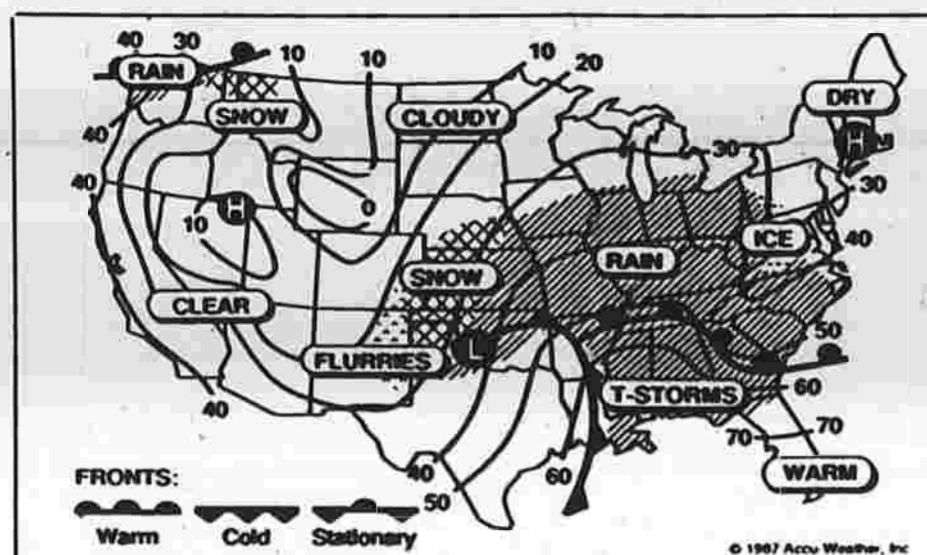 40 30 10 10 10 20
RAIN
SNOW
CLOUDY
DRY
40
H
30
40
H
30
10
0
ICE
40
SNOW
RAIN
CLEAR
50
FLURRIES
L
T-STORMS
60
40
40
60
70
70
50
WARM
FRONTS:
Warm Cold Stationary
© 1987 Accu Weather, Inc